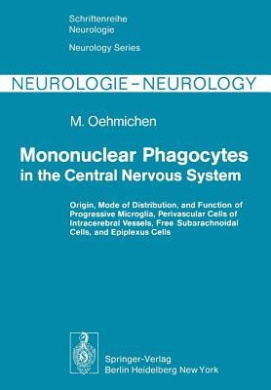 Schriftenreihe
Neurologie
Neurology Series
NEUROLOGIE – NEUROLOGY
M. Oehmichen
Mononuclear Phagocytes
in the Central Nervous System
Origin, Mode of Distribution, and Function of
Progressive Microglia, Perivascular Cells of
Intracerebral Vessels, Free Subarachnoidal
Cells, and Epiplexus Cells
Springer-Verlag
Berlin Heidelberg New York